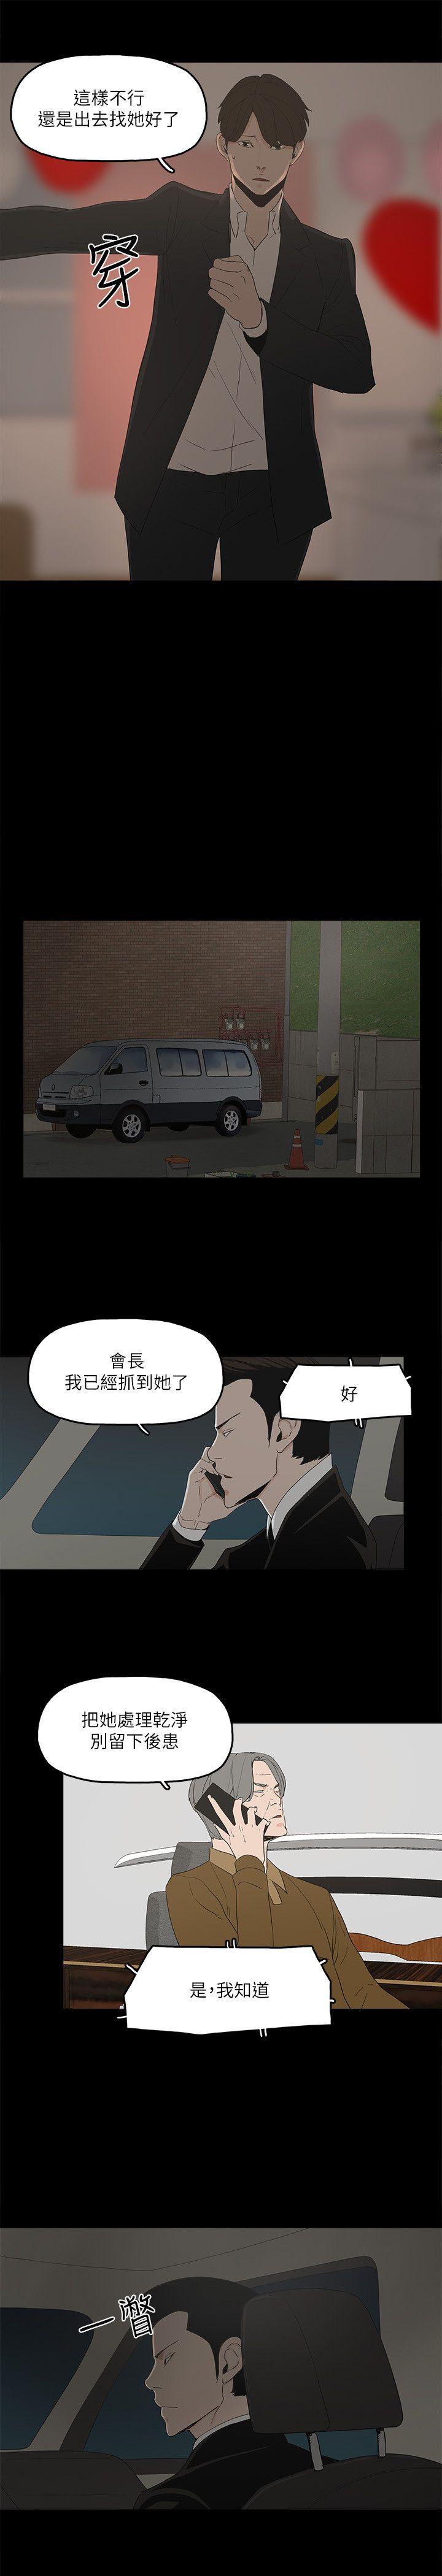 這樣不行
還是出去找她好了
穿
會長
我已經抓到她了
好
把她處理乾淨
別留下後患
是，我知道
一瞥